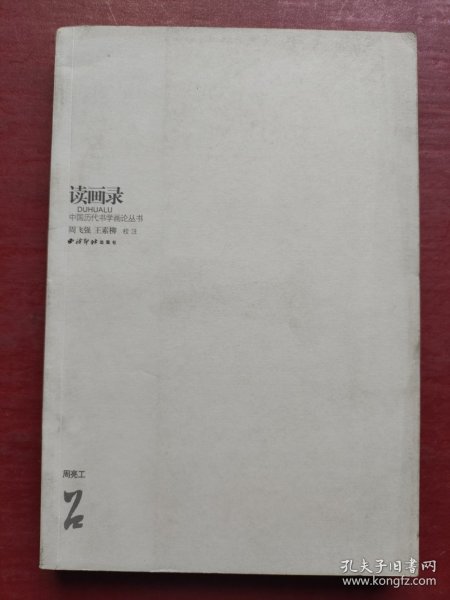 读画录
DUHUALU
中国历代书学画论丛书
周飞强 王素柳 校注
西泠印社出版社
周亮工
孔夫子旧书网
www.kongfz.com